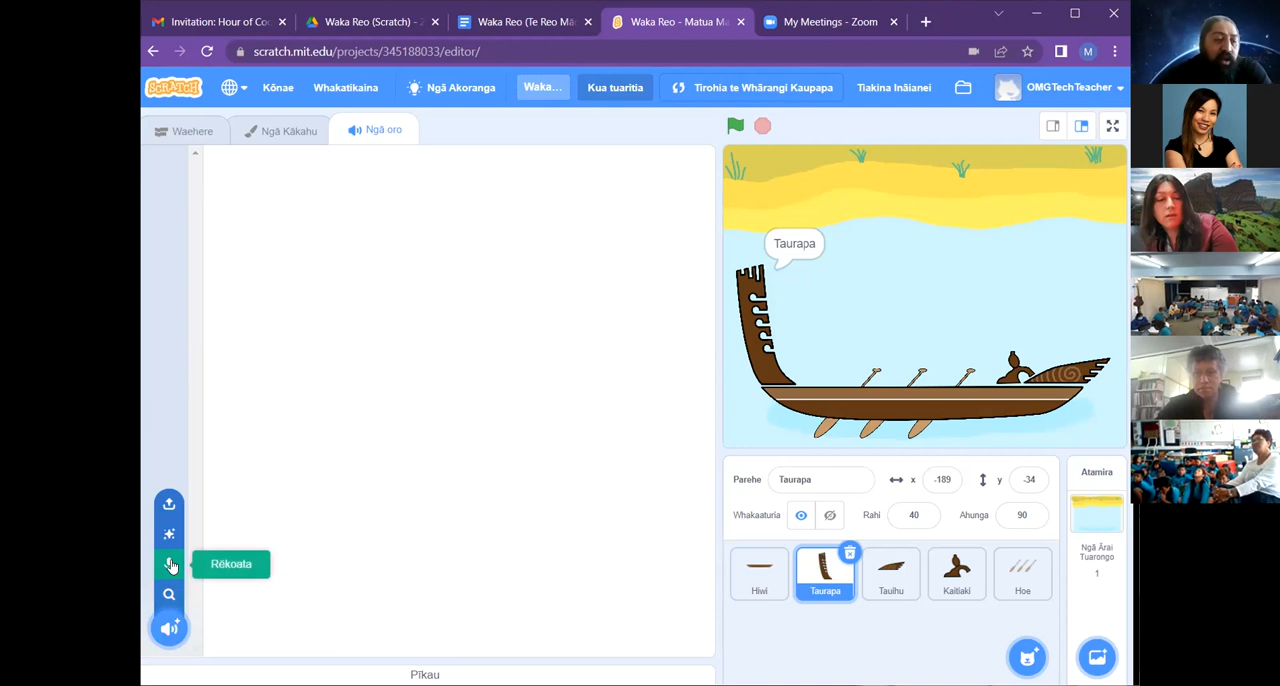 Invitation: Hour of Co
Waka Reo (Scratch) - 2
Waka Reo (Te Reo Mā
Waka Reo - Matua Ma
My Meetings - Zoom
scratch.mit.edu/projects/345188033/editor/
M
SCRATCH
Kōnae
Whakatikaina
Ngā Akoranga
Waka...
Kua tuaritia
Tirohia te Whārangi Kaupapa
Tiakina Ināianei
OMGTechTeacher
Waehere
Ngā Kākahu
Ngā oro
Taurapa
Parehe
Taurapa
x
-189
y
-34
Whakaaturia
Rahi
40
Ahunga
90
Atamira
Ngā Ārai
Tuarongo
1
Hiwi
Taurapa
Tauihu
Kaitiaki
Hoe
Rēkoata
Pīkau